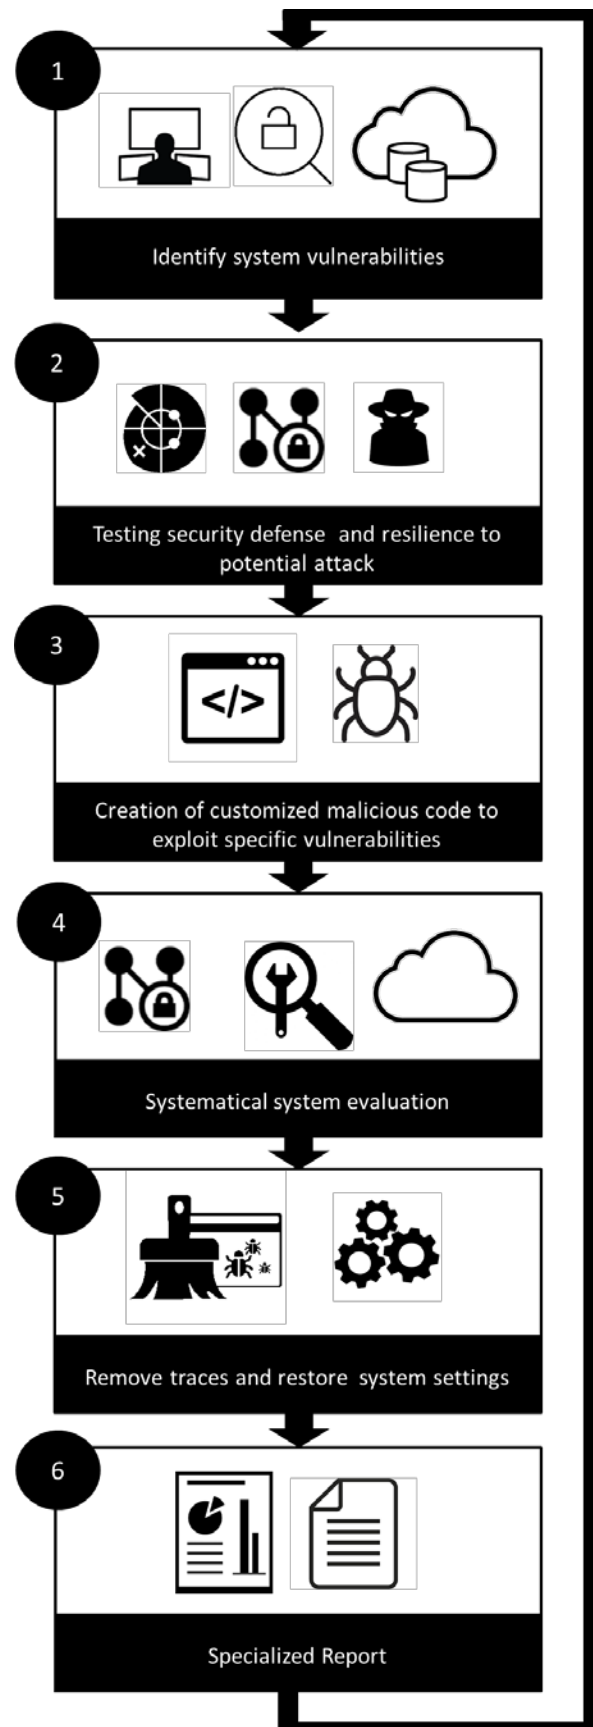 1
Identify system vulnerabilities
2
Testing security defense and resilience to
potential attack
3
</>
Creation of customized malicious code to
exploit specific vulnerabilities
4
Systematical system evaluation
5
Remove traces and restore system settings
6
Specialized Report